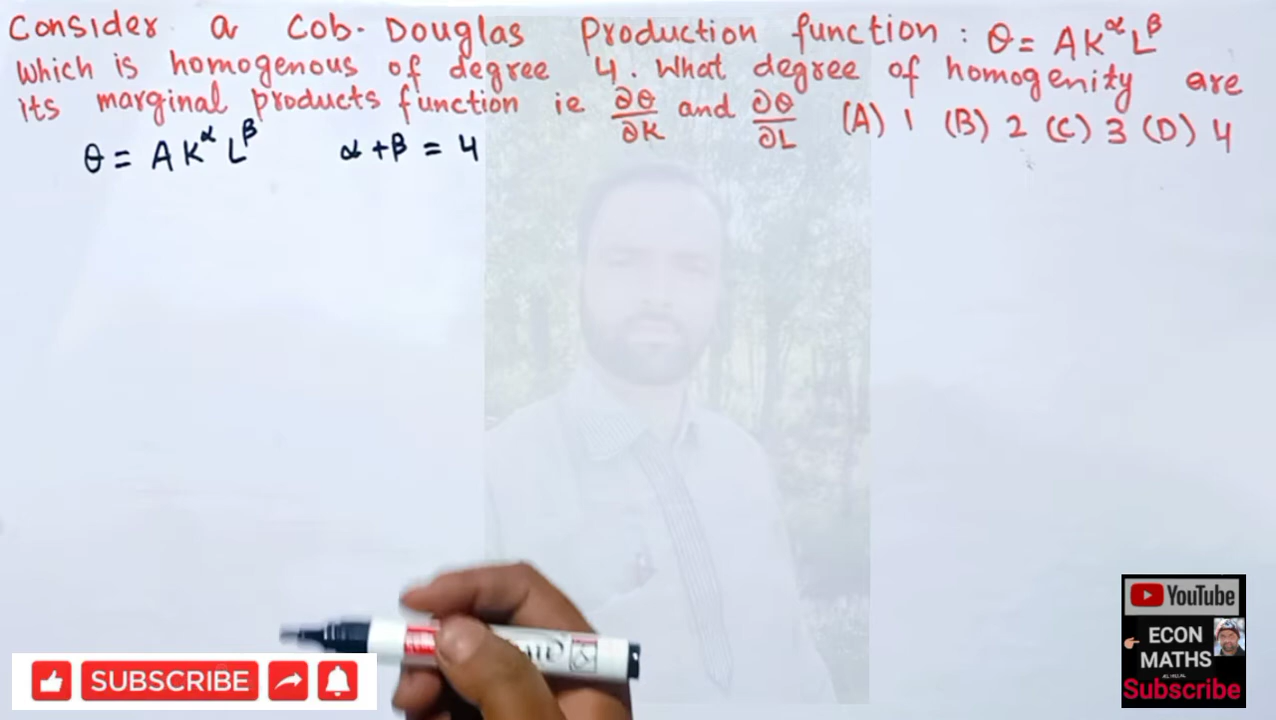 Consider a Cob-Douglas Production function : Θ = AK^α L^β
which is homogenous of degree 4. What degree of homogenity are
its marginal products function ie ∂Θ/∂K and ∂Θ/∂L (A) 1 (B) 2 (C) 3 (D) 4
Θ = AK^α L^β α + β = 4
SUBSCRIBE
YouTube
ECON
MATHS
Subscribe